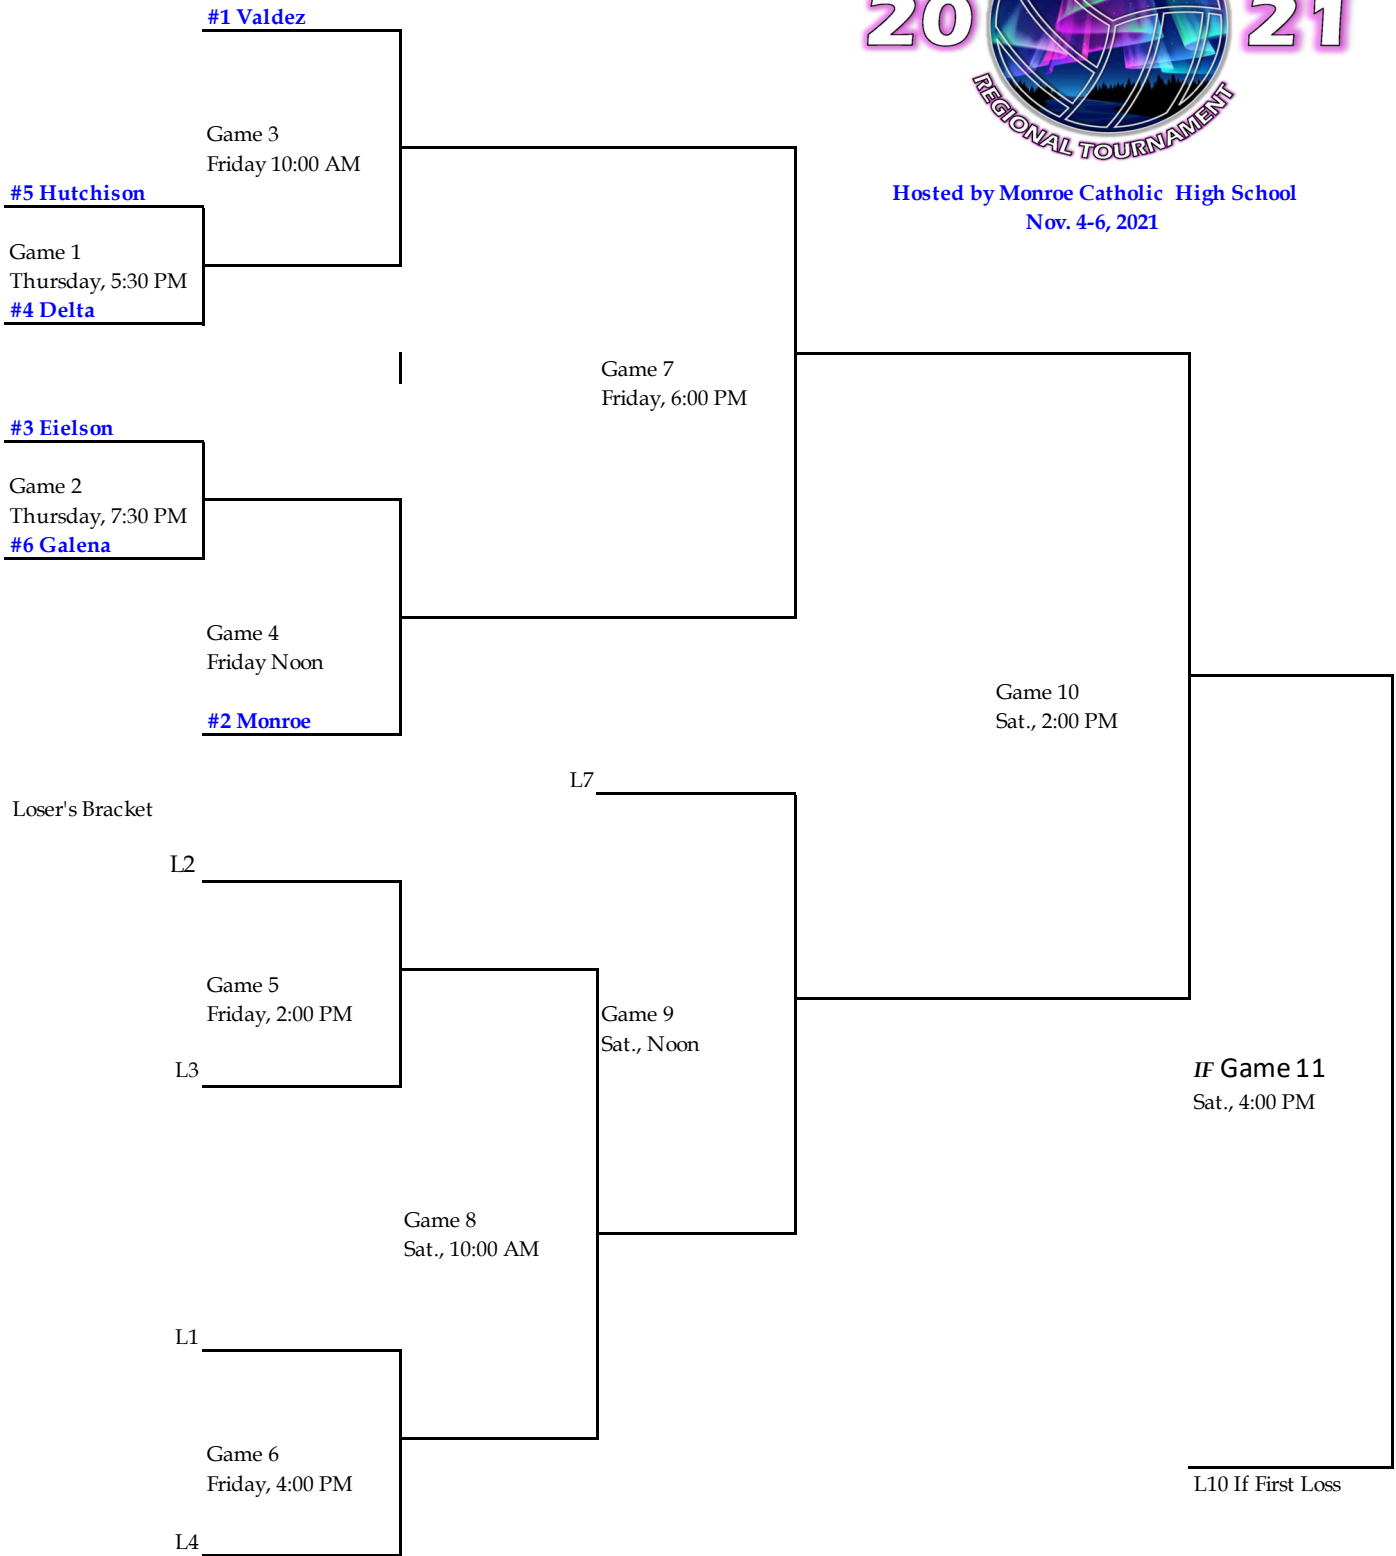 #1 Valdez
20 21
REGIONAL TOURNAMENT
Hosted by Monroe Catholic High School
Nov. 4-6, 2021
Game 3
Friday 10:00 AM
#5 Hutchison
Game 1
Thursday, 5:30 PM
#4 Delta
Game 7
Friday, 6:00 PM
#3 Eielson
Game 2
Thursday, 7:30 PM
#6 Galena
Game 4
Friday Noon
#2 Monroe
Game 10
Sat., 2:00 PM
L7
Loser's Bracket
L2
Game 5
Friday, 2:00 PM
L3
Game 9
Sat., Noon
IF Game 11
Sat., 4:00 PM
Game 8
Sat., 10:00 AM
L1
Game 6
Friday, 4:00 PM
L4
L10 If First Loss